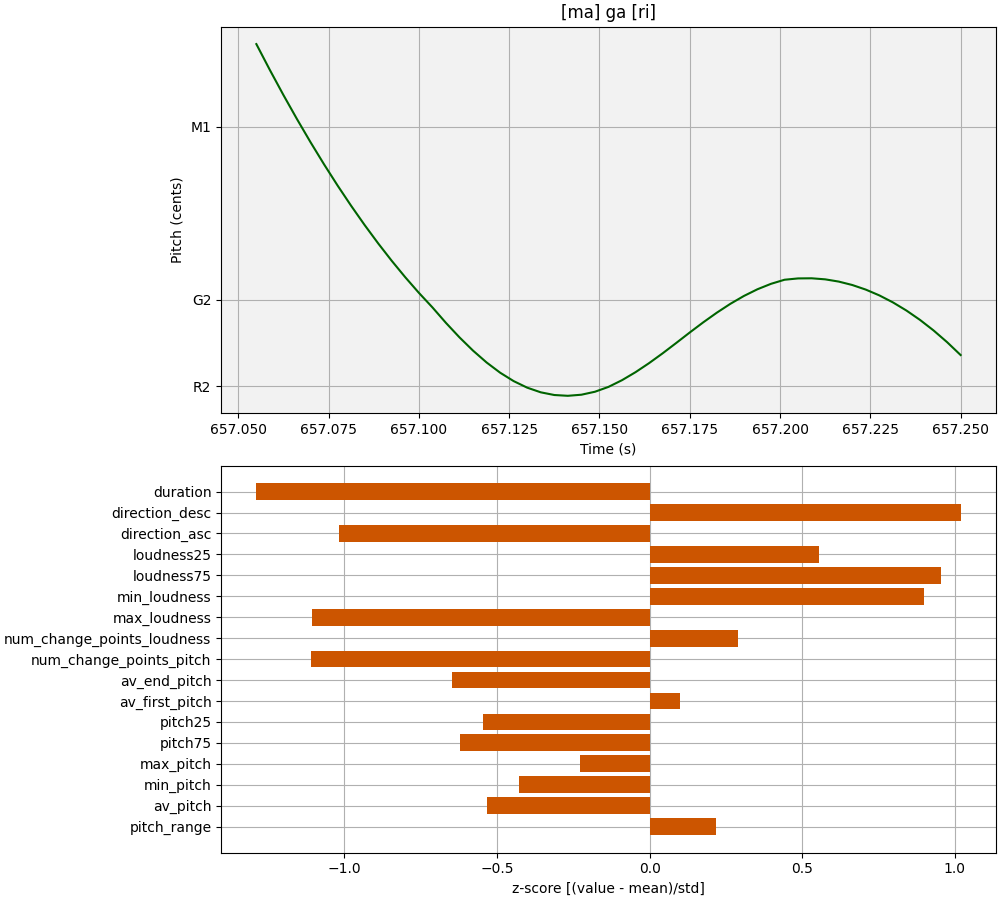 [ma] ga [ri]
Pitch (cents)
M1
G2
R2
657.050 657.075 657.100 657.125 657.150 657.175 657.200 657.225 657.250
Time (s)
duration
direction_desc
direction_asc
loudness25
loudness75
min_loudness
max_loudness
num_change_points_loudness
num_change_points_pitch
av_end_pitch
av_first_pitch
pitch25
pitch75
max_pitch
min_pitch
av_pitch
pitch_range
−1.0 −0.5 0.0 0.5 1.0
z-score [(value - mean)/std]